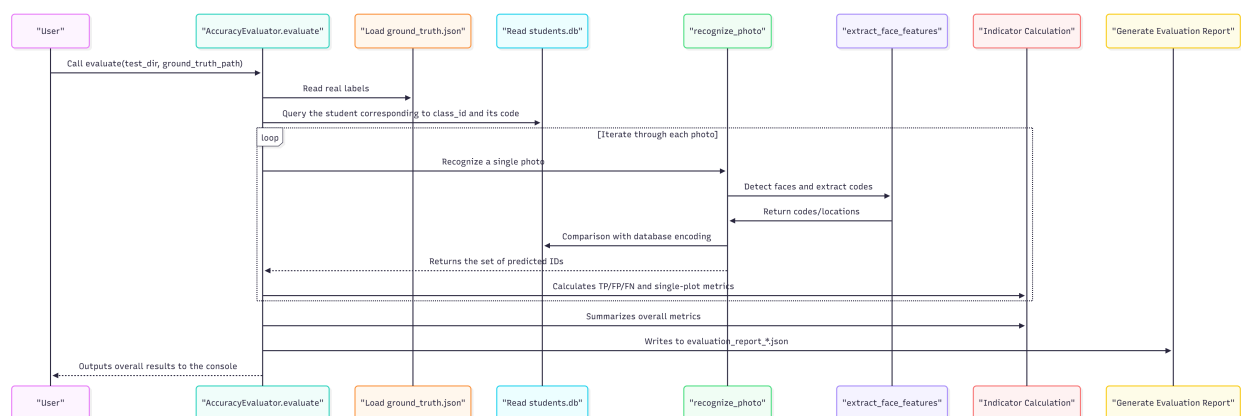 "User"
"AccuracyEvaluator.evaluate"
"Load ground_truth.json"
"Read students.db"
"recognize_photo"
"extract_face_features"
"Indicator Calculation"
"Generate Evaluation Report"
Call evaluate(test_dir, ground_truth_path)
Read real labels
Query the student corresponding to class_id and its code
loop
[Iterate through each photo]
Recognize a single photo
Detect faces and extract codes
Return codes/locations
Comparison with database encoding
Returns the set of predicted IDs
Calculates TP/FP/FN and single-plot metrics
Summarizes overall metrics
Writes to evaluation_report_*.json
Outputs overall results to the console
"User"
"AccuracyEvaluator.evaluate"
"Load ground_truth.json"
"Read students.db"
"recognize_photo"
"extract_face_features"
"Indicator Calculation"
"Generate Evaluation Report"